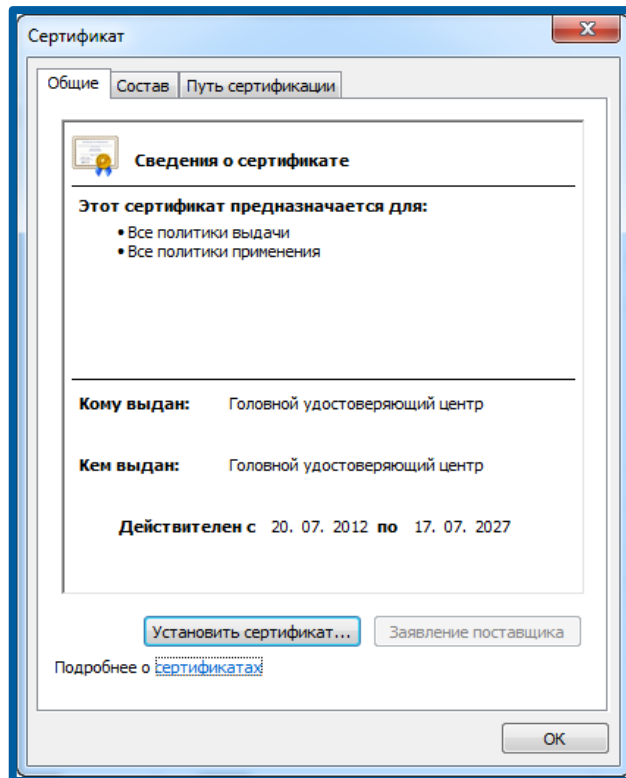 Сертификат
Общие Состав Путь сертификации
Сведения о сертификате
Этот сертификат предназначается для:
• Все политики выдачи
• Все политики применения
Кому выдан: Головной удостоверяющий центр
Кем выдан: Головной удостоверяющий центр
Действителен с 20. 07. 2012 по 17. 07. 2027
Установить сертификат... Заявление поставщика
Подробнее о сертификатах
ОК